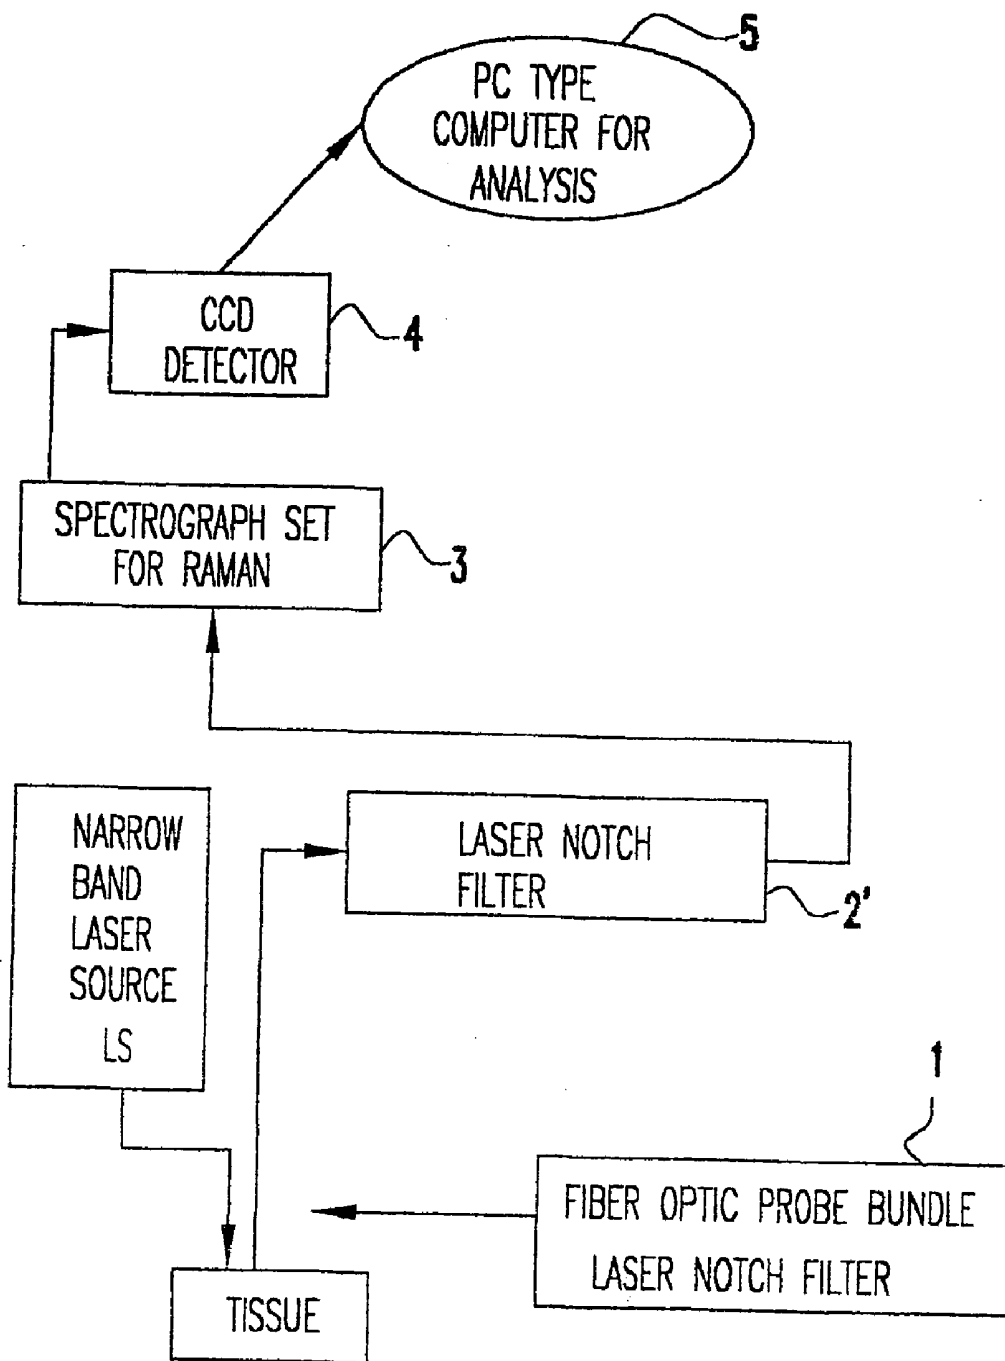 5
PC TYPE
COMPUTER FOR
ANALYSIS
CCD
DETECTOR
4
SPECTROGRAPH SET
FOR RAMAN
3
NARROW
BAND
LASER
SOURCE
LS
LASER NOTCH
FILTER
2'
1
FIBER OPTIC PROBE BUNDLE
LASER NOTCH FILTER
TISSUE